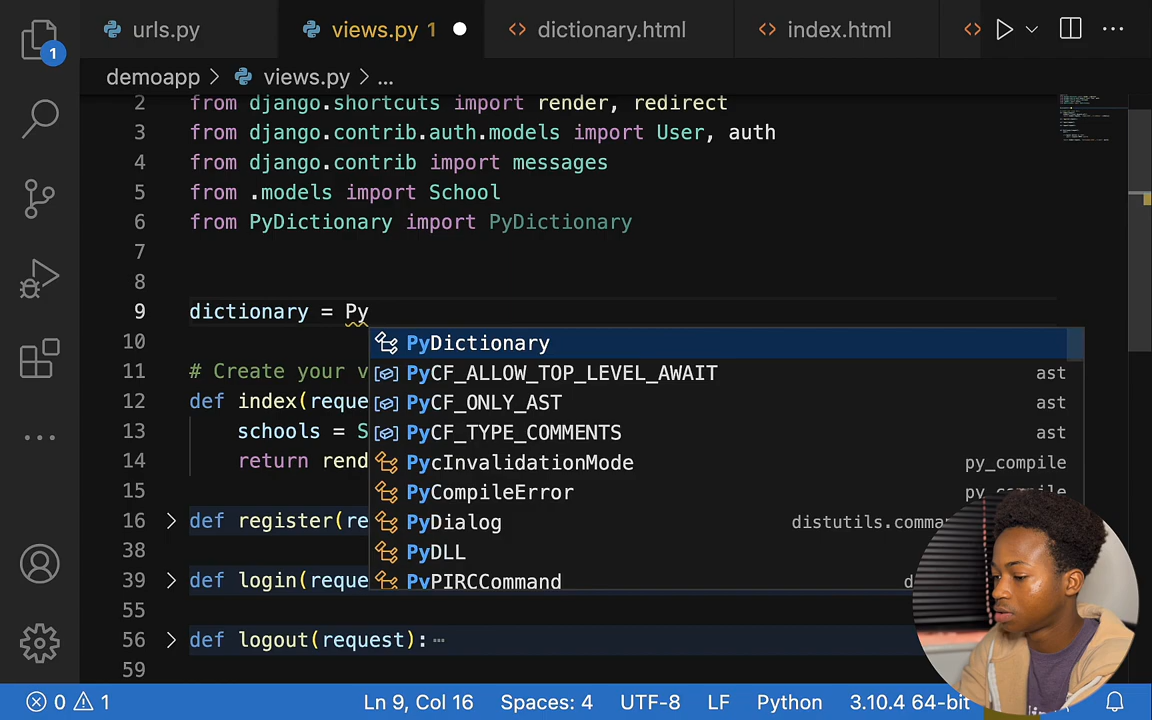 urls.py
views.py 1
dictionary.html
index.html
1
demoapp > views.py > ...
2 from django.shortcuts import render, redirect
3 from django.contrib.auth.models import User, auth
4 from django.contrib import messages
5 from .models import School
6 from PyDictionary import PyDictionary
7
8
9 dictionary = Py
PyDictionary
10
11 # Create your v
PyCF_ALLOW_TOP_LEVEL_AWAIT ast
12 def index(reque
PyCF_ONLY_AST ast
13 schools = S
PyCF_TYPE_COMMENTS ast
14 return rend
PycInvalidationMode py_compile
15
PyCompileError
16 def register(re
PyDialog distutils.comma
38
PyDLL
39 def login(reque
PyPIRCCommand d
55
56 def logout(request): ...
59
0 1
Ln 9, Col 16
Spaces: 4
UTF-8
LF
Python
3.10.4 64-bit